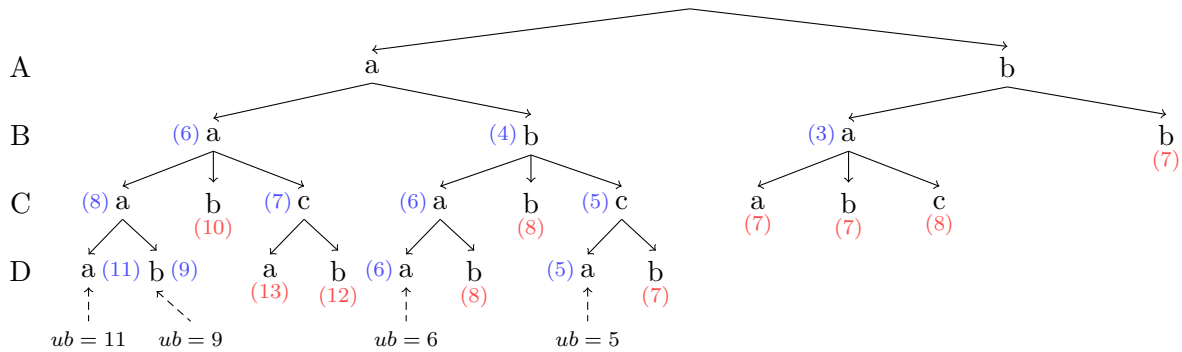 A a b
B (6) a (4) b (3) a b
(7)
C (8) a b (7) c (6) a b (5) c a b c
(10) (8) (7) (7) (8)
D a (11) b (9) a b (6) a b (5) a b
(13) (12) (8) (7)
ub = 11 ub = 9 ub = 6 ub = 5